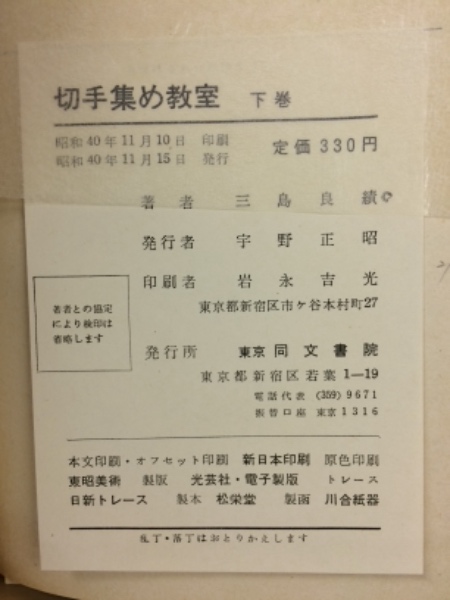 切手集め教室 下巻
昭和40年11月10日 印刷
昭和40年11月15日 発行
定価330円
著者 三島良績
発行者 宇野正昭
印刷者 岩永吉光
東京都新宿区市ケ谷本村町27
著者との協定
により検印は
省略します
発行所 東京同文書院
東京都新宿区若葉1―19
電話代表 (359) 9671
振替口座 東京1316
本文印刷・オフセット印刷 新日本印刷 原色印刷
東昭美術 製版 光芸社・電子製版 トレース
日新トレース 製本 松栄堂 製函 川合紙器
乱丁・落丁はおとりかえします